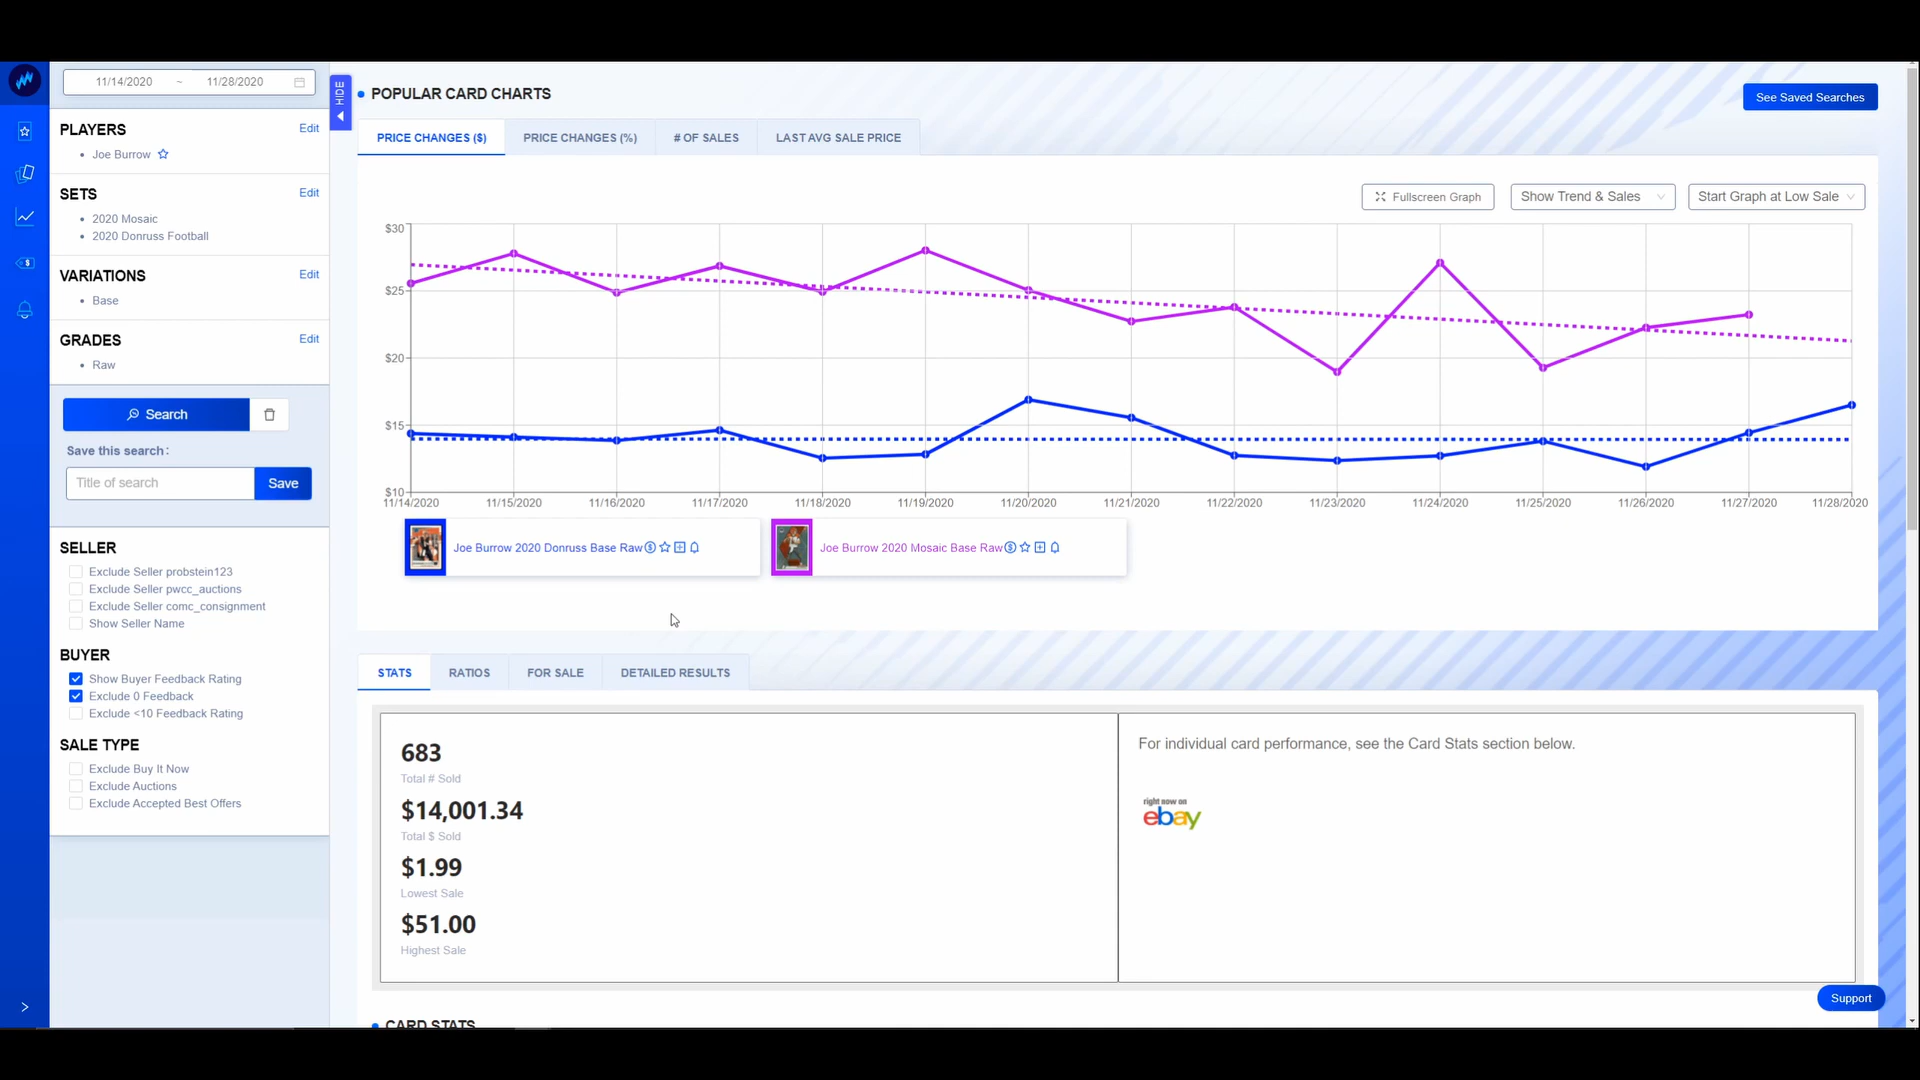 11/14/2020 ~ 11/28/2020
HIDE
PLAYERS Edit
Joe Burrow
SETS Edit
2020 Mosaic
2020 Donruss Football
VARIATIONS Edit
Base
GRADES Edit
Raw
Search
Save this search:
Title of search Save
SELLER
Exclude Seller probstein123
Exclude Seller pwcc_auctions
Exclude Seller comc_consignment
Show Seller Name
BUYER
Show Buyer Feedback Rating
Exclude 0 Feedback
Exclude <10 Feedback Rating
SALE TYPE
Exclude Buy It Now
Exclude Auctions
Exclude Accepted Best Offers
POPULAR CARD CHARTS
See Saved Searches
PRICE CHANGES ($) PRICE CHANGES (%) # OF SALES LAST AVG SALE PRICE
Fullscreen Graph Show Trend & Sales Start Graph at Low Sale
$30
$25
$20
$15
$10
11/14/2020 11/15/2020 11/16/2020 11/17/2020 11/18/2020 11/19/2020 11/20/2020 11/21/2020 11/22/2020 11/23/2020 11/24/2020 11/25/2020 11/26/2020 11/27/2020 11/28/2020
Joe Burrow 2020 Donruss Base Raw Joe Burrow 2020 Mosaic Base Raw
STATS RATIOS FOR SALE DETAILED RESULTS
683
Total # Sold
$14,001.34
Total $ Sold
$1.99
Lowest Sale
$51.00
Highest Sale
For individual card performance, see the Card Stats section below.
right now on
ebay
Support
CARD STATS